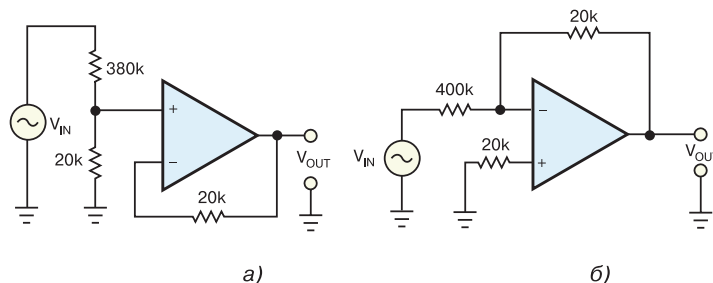 380k
+
V_IN
20k
−
V_OUT
20k
а)
20k
400k
−
20k
V_IN
+
V_OU
б)